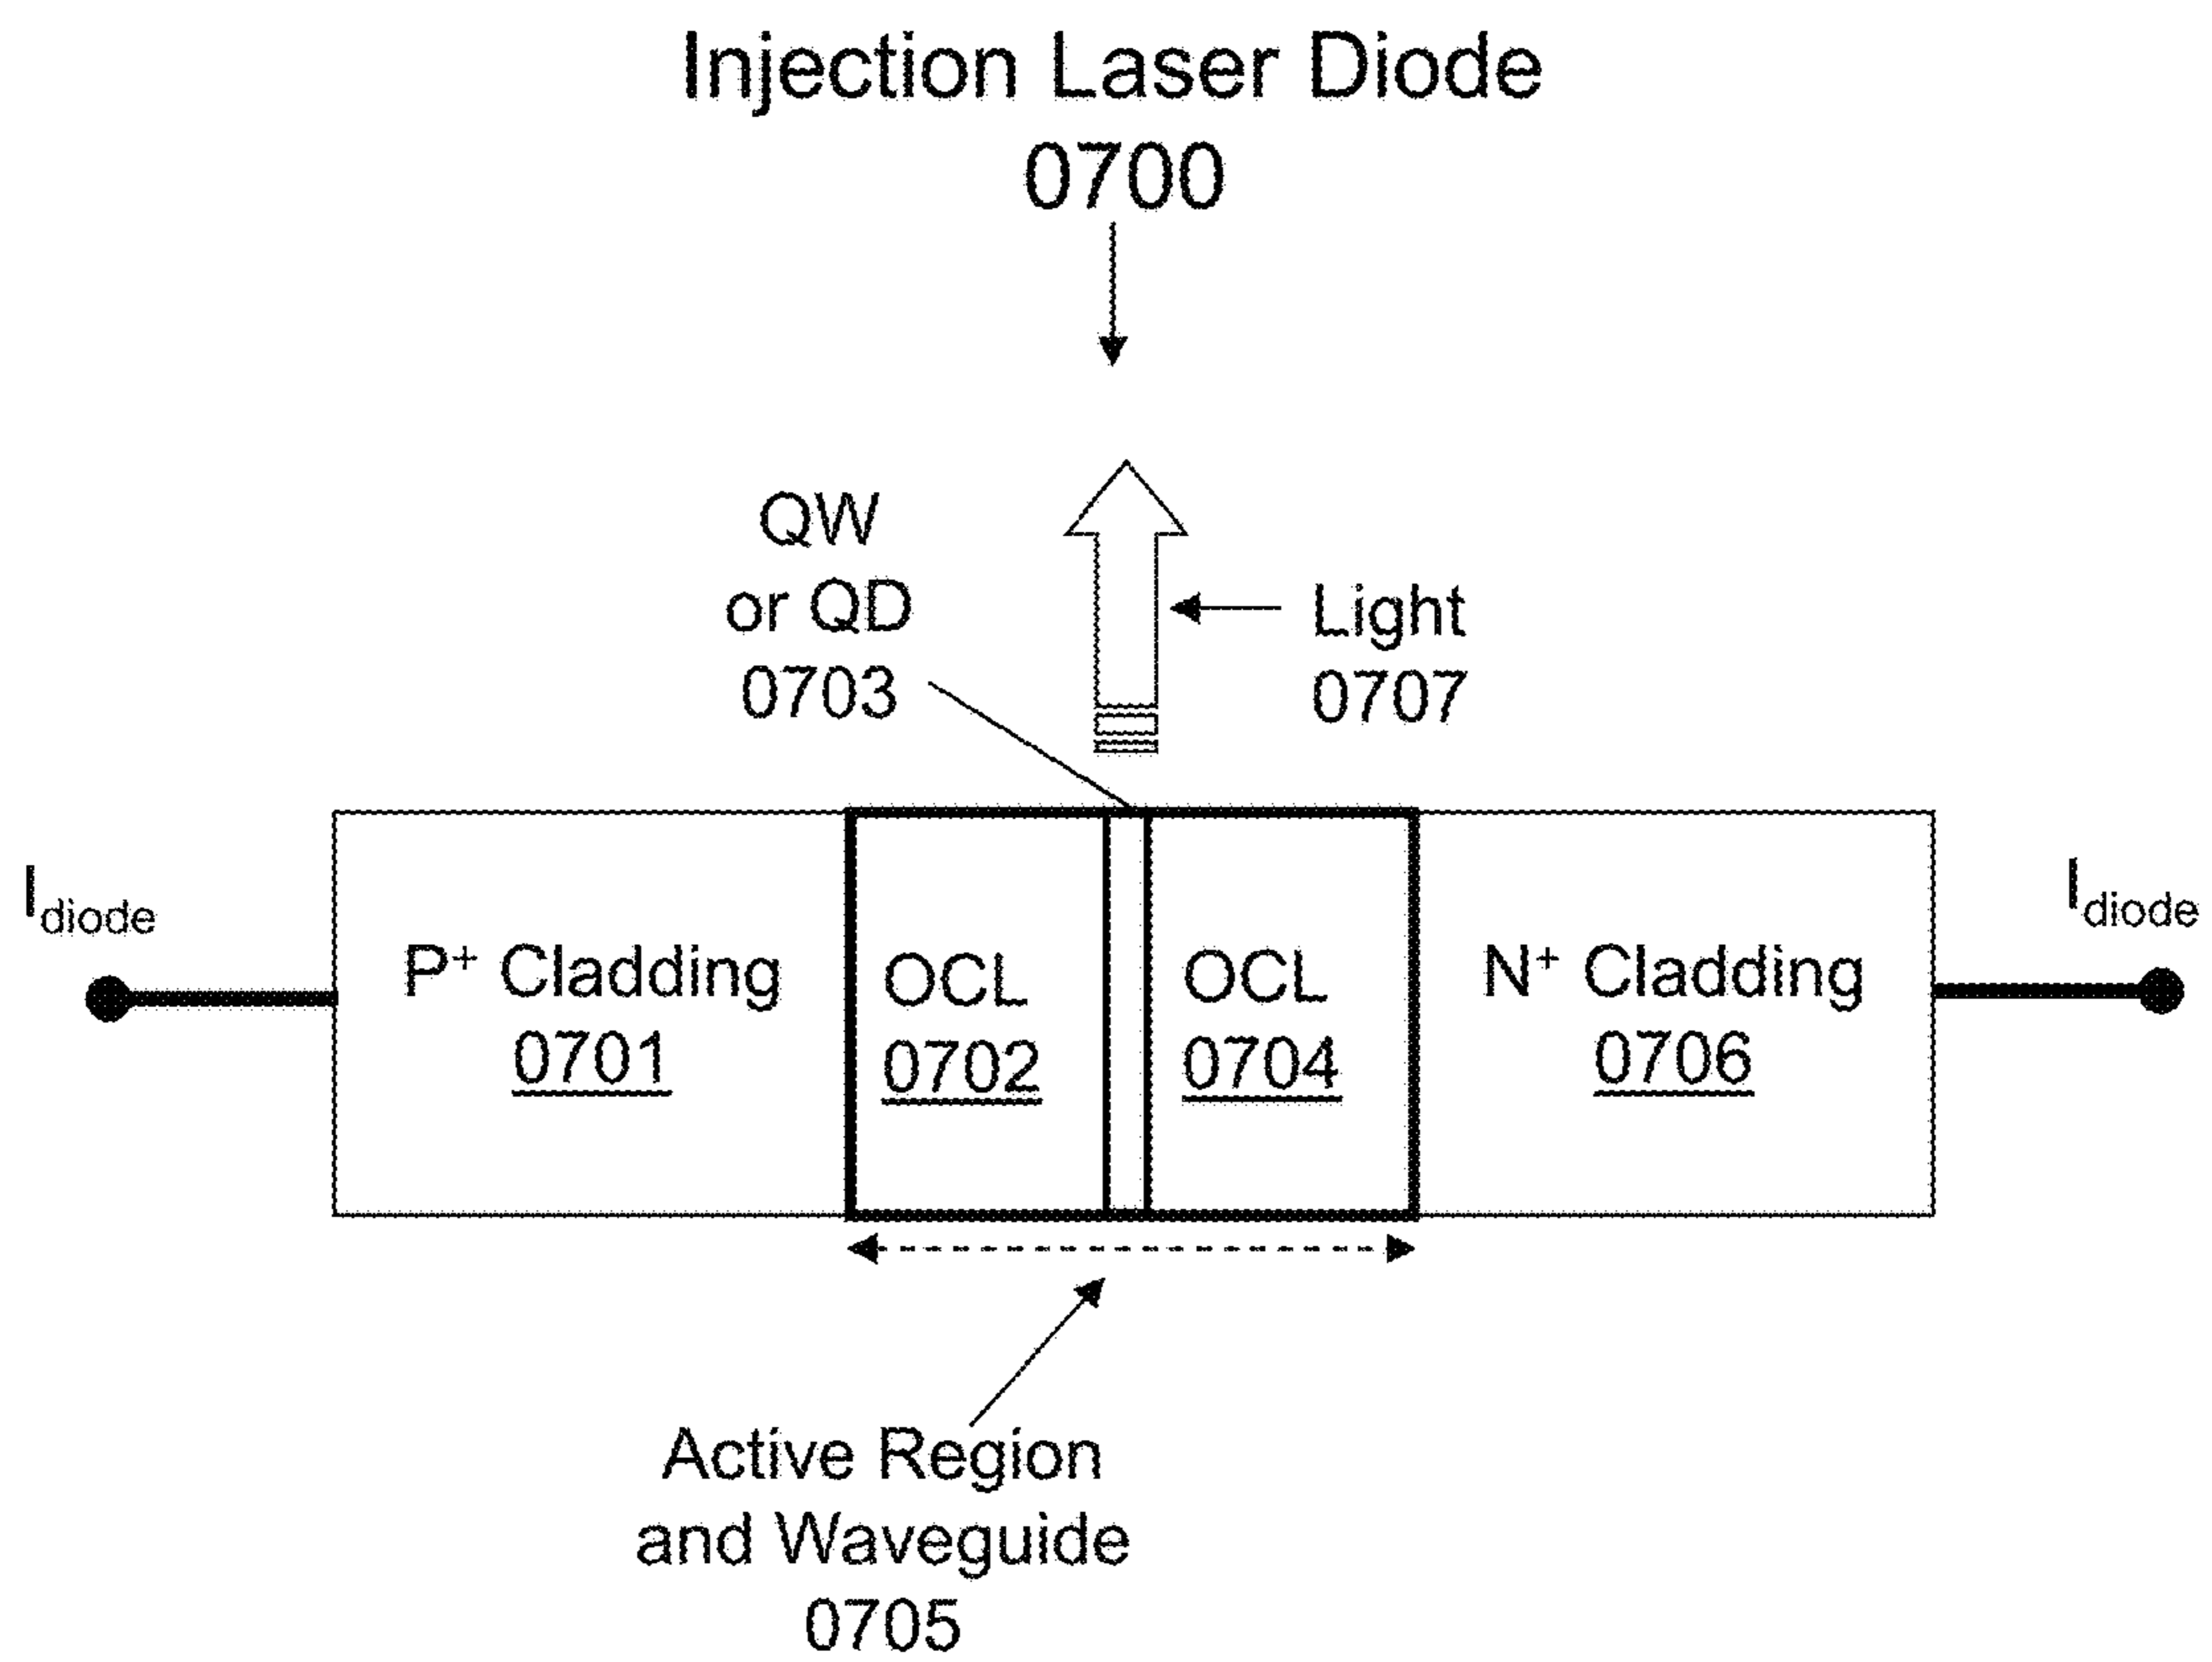 Injection Laser Diode
0700
QW
or QD
0703
Light
0707
I_diode
P⁺ Cladding
0701
OCL
0702
OCL
0704
N⁺ Cladding
0706
I_diode
Active Region
and Waveguide
0705